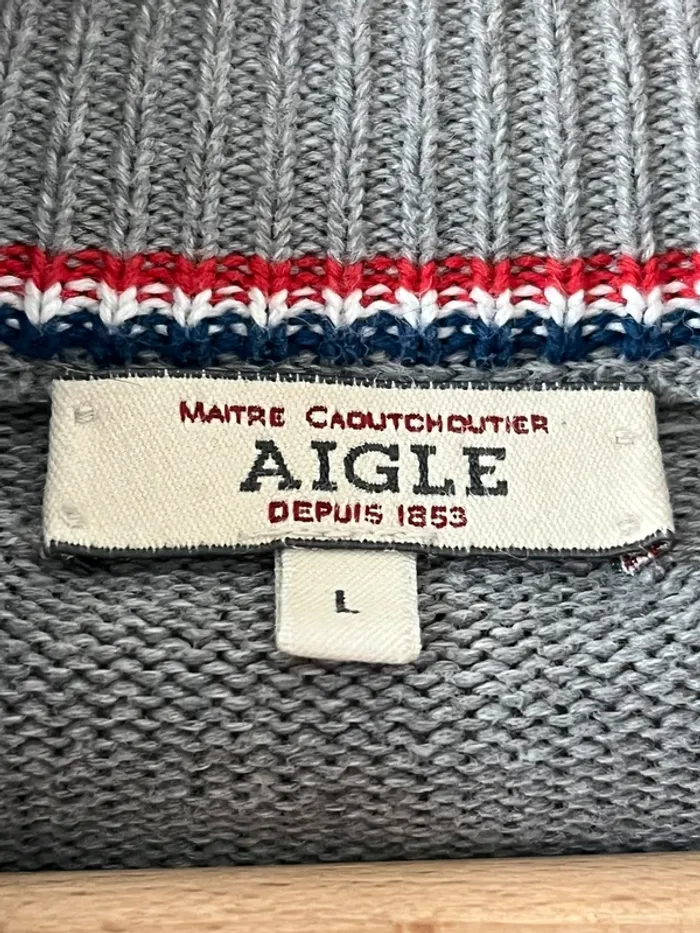 MAITRE CAOUTCHOUTIER
AIGLE
DEPUIS 1853
L